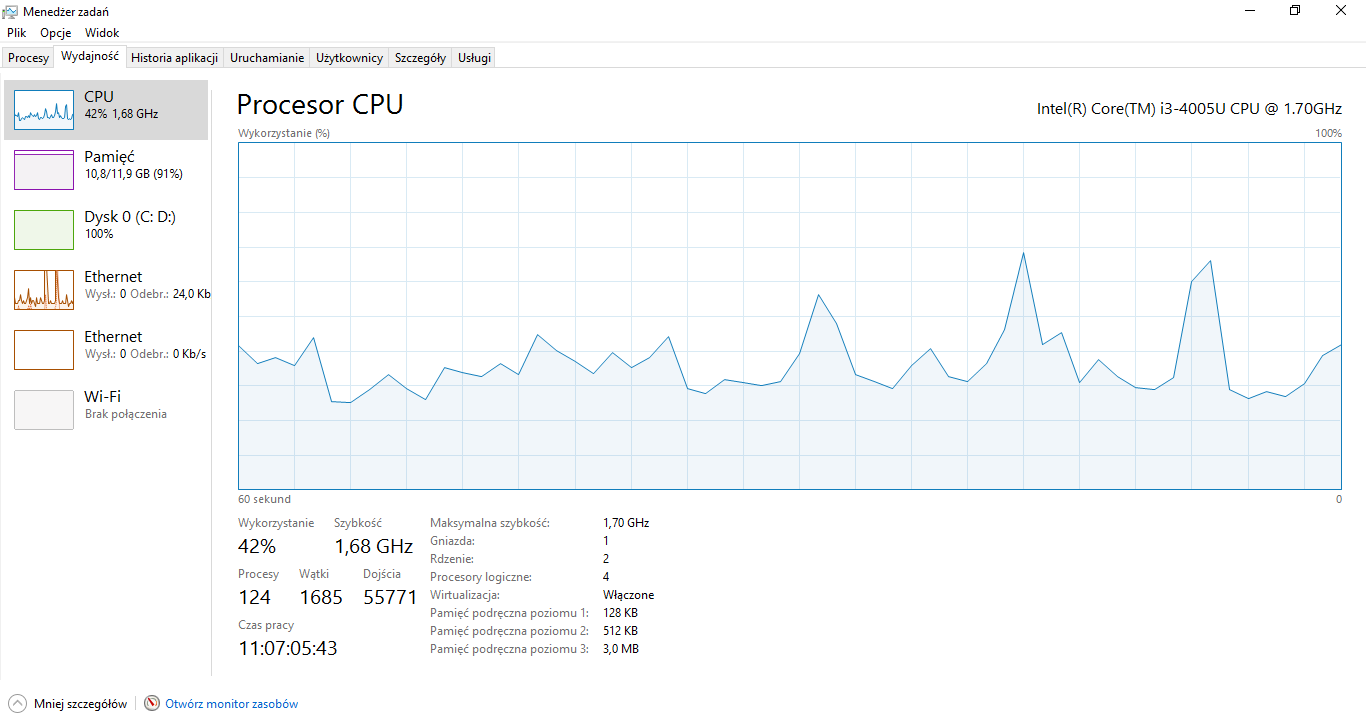 Menedżer zadań
Plik Opcje Widok
Procesy Wydajność Historia aplikacji Uruchamianie Użytkownicy Szczegóły Usługi
CPU
42% 1,68 GHz
Pamięć
10,8/11,9 GB (91%)
Dysk 0 (C: D:)
100%
Ethernet
Wysł.: 0 Odebr.: 24,0 Kb
Ethernet
Wysł.: 0 Odebr.: 0 Kb/s
Wi-Fi
Brak połączenia
Procesor CPU
Intel(R) Core(TM) i3-4005U CPU @ 1.70GHz
Wykorzystanie (%)
100%
60 sekund
0
Wykorzystanie Szybkość
42% 1,68 GHz
Procesy Wątki Dojścia
124 1685 55771
Czas pracy
11:07:05:43
Maksymalna szybkość: 1,70 GHz
Gniazda: 1
Rdzenie: 2
Procesory logiczne: 4
Wirtualizacja: Włączone
Pamięć podręczna poziomu 1: 128 KB
Pamięć podręczna poziomu 2: 512 KB
Pamięć podręczna poziomu 3: 3,0 MB
Mniej szczegółów
Otwórz monitor zasobów